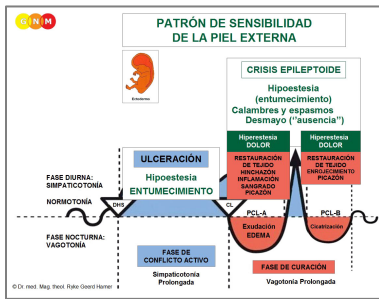 GNM
PATRÓN DE SENSIBILIDAD
DE LA PIEL EXTERNA
Ectodermo
CRISIS EPILEPTOIDE
Hipoestesia
(entumecimiento)
Calambres y espasmos
Desmayo ("ausencia")
Hiperestesia
DOLOR
Hiperestesia
DOLOR
ULCERACIÓN
Hipoestesia
ENTUMECIMIENTO
RESTAURACIÓN
DE TEJIDO
HINCHAZÓN
INFLAMACIÓN
SANGRADO
PICAZÓN
RESTAURACIÓN
DE TEJIDO
ENROJECIMIENTO
PICAZÓN
FASE DIURNA:
SIMPATICOTONÍA
NORMOTONÍA
DHS
CL
PCL-A
PCL-B
FASE NOCTURNA:
VAGOTONÍA
Exudación
EDEMA
Cicatrización
FASE DE
CONFLICTO ACTIVO
FASE DE CURACIÓN
Simpaticotonía
Prolongada
Vagotonía Prolongada
© Dr. med. Mag. theol. Ryke Geerd Hamer